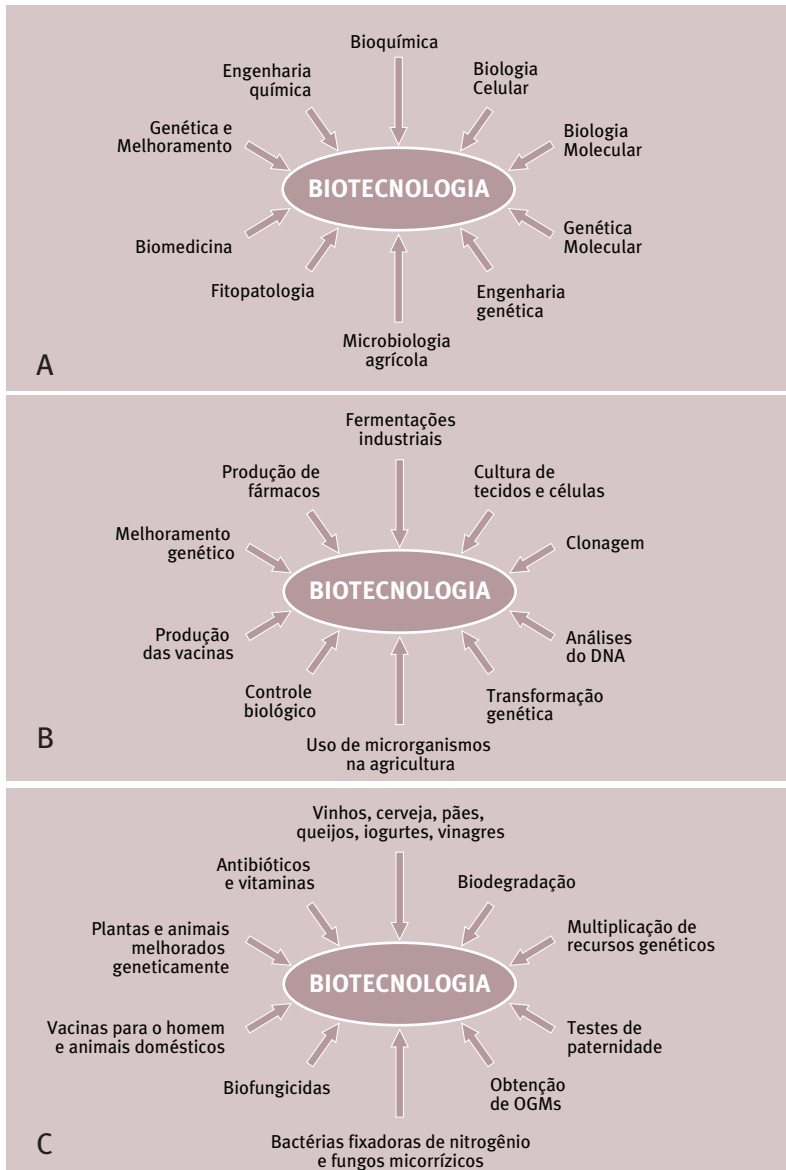 Bioquímica
Engenharia
química
Biologia
Celular
Genética e
Melhoramento
Biologia
Molecular
BIOTECNOLOGIA
Biomedicina
Genética
Molecular
Fitopatologia
Engenharia
genética
Microbiologia
agrícola
A
Fermentações
industriais
Produção de
fármacos
Cultura de
tecidos e células
Melhoramento
genético
Clonagem
BIOTECNOLOGIA
Produção
das vacinas
Análises
do DNA
Controle
biológico
Transformação
genética
Uso de microrganismos
na agricultura
B
Vinhos, cerveja, pães,
queijos, iogurtes, vinagres
Antibióticos
e vitaminas
Biodegradação
Plantas e animais
melhorados
geneticamente
Multiplicação de
recursos genéticos
BIOTECNOLOGIA
Vacinas para o homem
e animais domésticos
Testes de
paternidade
Biofungicidas
Obtenção
de OGMs
Bactérias fixadoras de nitrogênio
e fungos micorrízicos
C